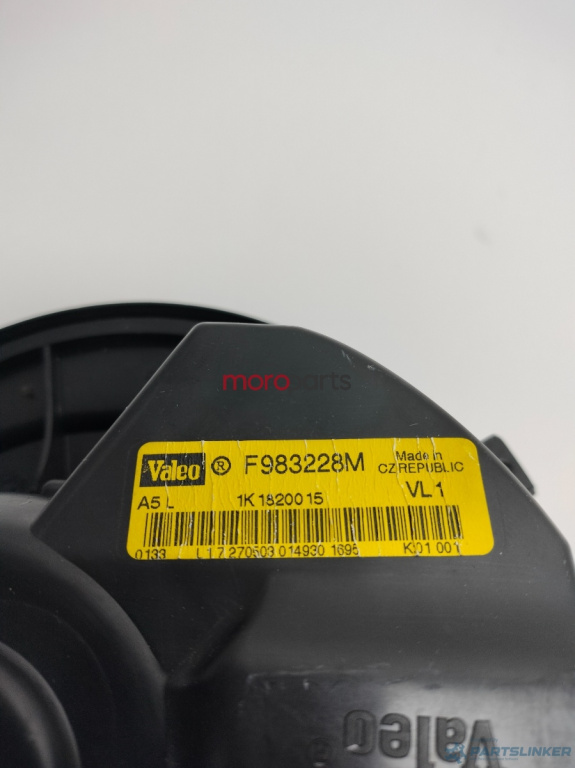 moroparts
Valeo ® F983228M Made in
CZ REPUBLIC
A5 L 1K1820015 VL1
0133 L1 7 270503 014930 1695 K01 001
Valeo
PARTSLINKER